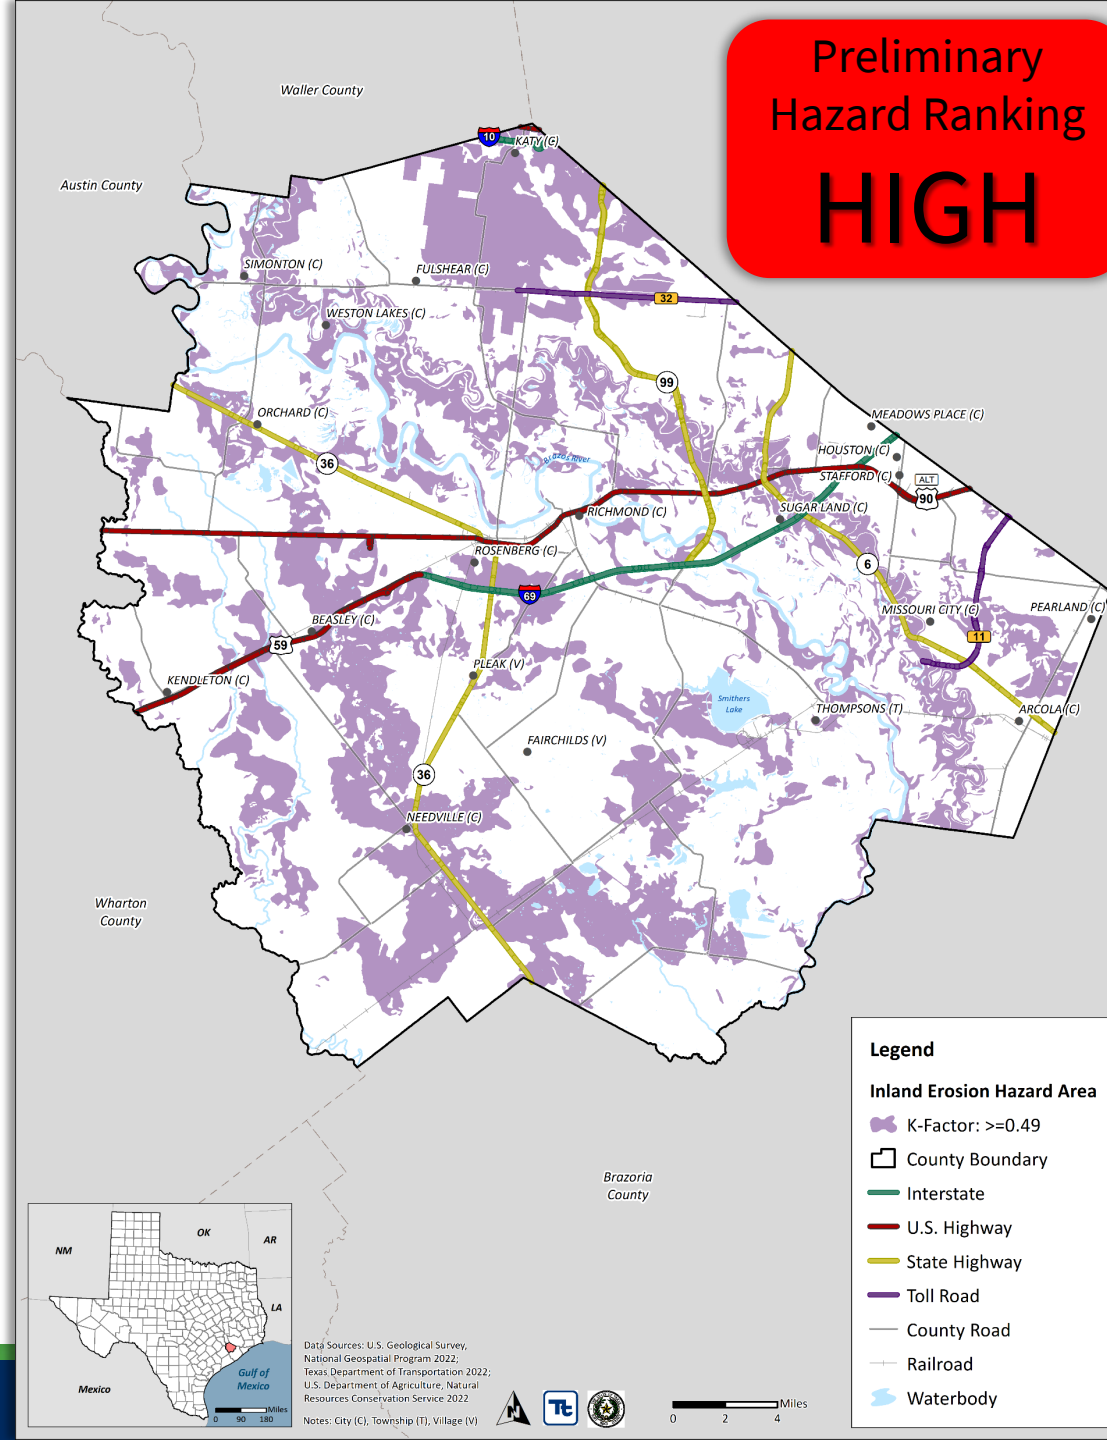 Preliminary
Hazard Ranking
HIGH
Waller County
Austin County
10
KATY (C)
SIMONTON (C)
FULSHEAR (C)
32
WESTON LAKES (C)
99
ORCHARD (C)
MEADOWS PLACE (C)
36
HOUSTON (C)
Brazos River
STAFFORD (C)
ALT
90
RICHMOND (C)
SUGAR LAND (C)
ROSENBERG (C)
6
69
BEASLEY (C)
MISSOURI CITY (C)
PEARLAND (C)
59
11
PLEAK (V)
KENDLETON (C)
Smithers
Lake
THOMPSONS (T)
ARCOLA (C)
FAIRCHILDS (V)
36
NEEDVILLE (C)
Wharton
County
Brazoria
County
Legend
Inland Erosion Hazard Area
K-Factor: >=0.49
County Boundary
Interstate
U.S. Highway
State Highway
Toll Road
County Road
Railroad
Waterbody
NM
OK
AR
LA
Mexico
Gulf of
Mexico
Miles
0 90 180
Data Sources: U.S. Geological Survey,
National Geospatial Program 2022;
Texas Department of Transportation 2022;
U.S. Department of Agriculture, Natural
Resources Conservation Service 2022
Notes: City (C), Township (T), Village (V)
N
Tt
Miles
0 2 4